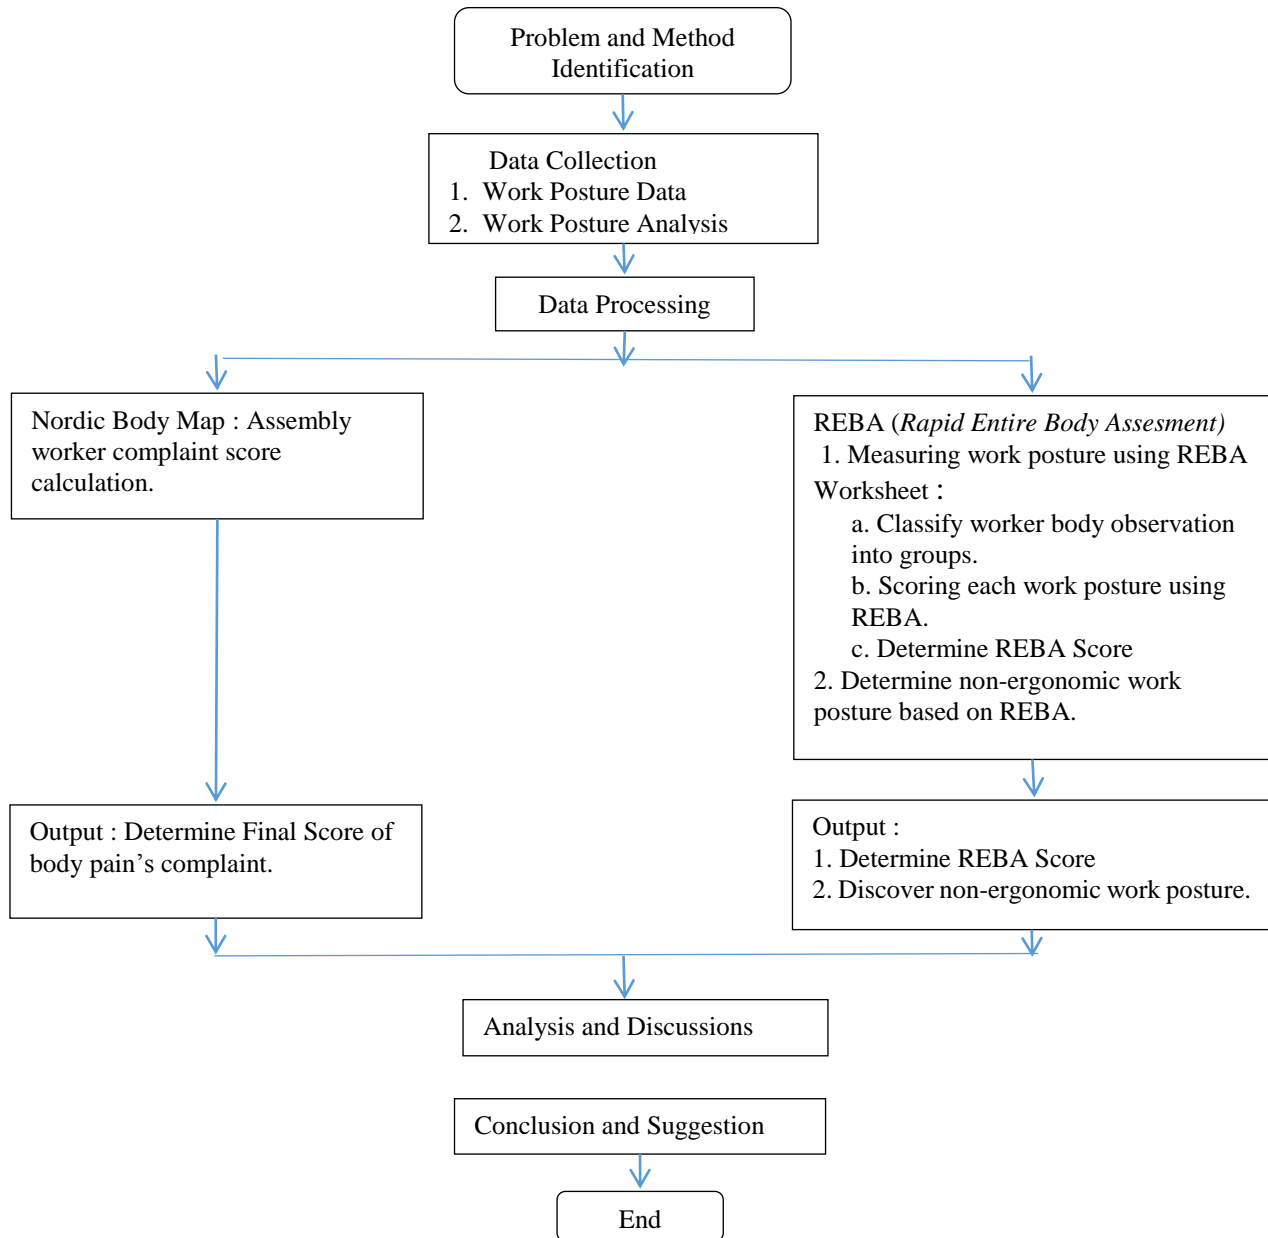 Problem and Method
Identification
Data Collection
1. Work Posture Data
2. Work Posture Analysis
Data Processing
Nordic Body Map : Assembly
worker complaint score
calculation.
REBA (Rapid Entire Body Assesment)
1. Measuring work posture using REBA
Worksheet :
a. Classify worker body observation
into groups.
b. Scoring each work posture using
REBA.
c. Determine REBA Score
2. Determine non-ergonomic work
posture based on REBA.
Output : Determine Final Score of
body pain’s complaint.
Output :
1. Determine REBA Score
2. Discover non-ergonomic work posture.
Analysis and Discussions
Conclusion and Suggestion
End